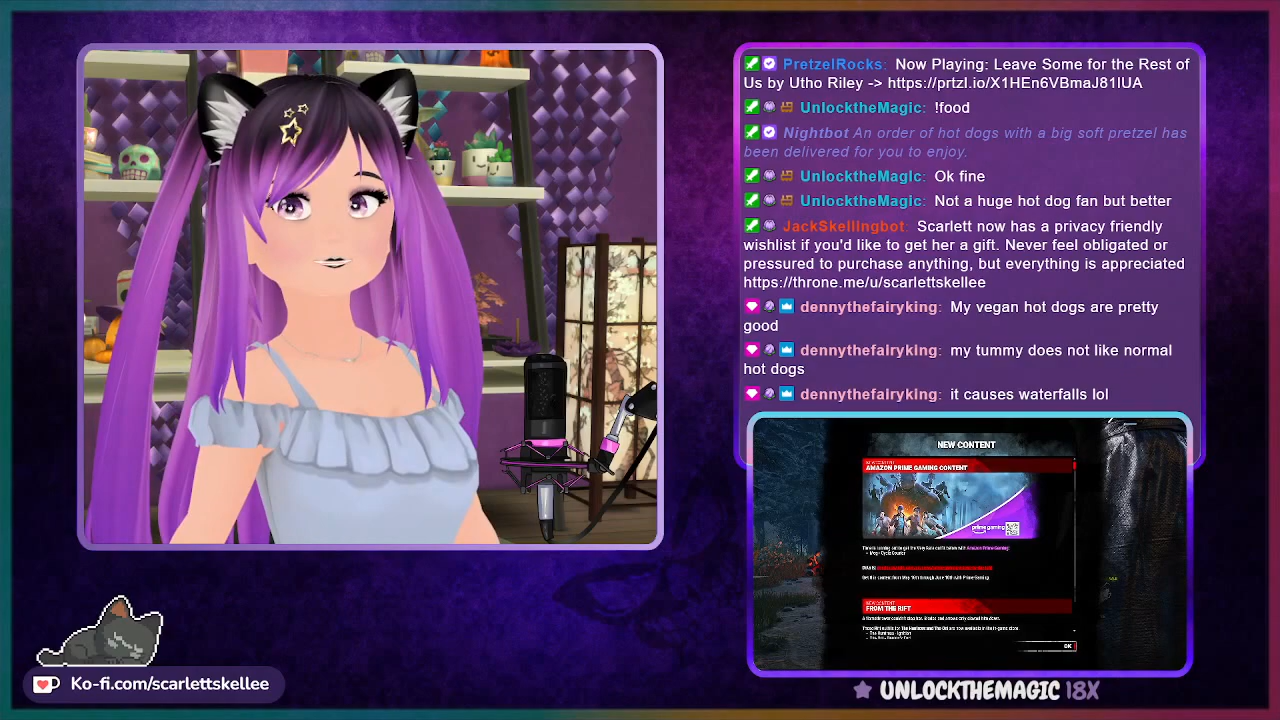 PretzelRocks: Now Playing: Leave Some for the Rest of
Us by Utho Riley -> https://prtzl.io/X1HEn6VBmaJ81lUA
UnlocktheMagic: !food
Nightbot An order of hot dogs with a big soft pretzel has
been delivered for you to enjoy.
UnlocktheMagic: Ok fine
UnlocktheMagic: Not a huge hot dog fan but better
JackSkellingbot: Scarlett now has a privacy friendly
wishlist if you'd like to get her a gift. Never feel obligated or
pressured to purchase anything, but everything is appreciated
https://throne.me/u/scarlettskellee
dennythefairyking: My vegan hot dogs are pretty
good
dennythefairyking: my tummy does not like normal
hot dogs
dennythefairyking: it causes waterfalls lol
NEW CONTENT
NEW CONTENT
AMAZON PRIME GAMING CONTENT
prime gaming
NEW CONTENT
FROM THE RIFT
OK
Ko-fi.com/scarlettskellee
UNLOCKTHEMAGIC 18X